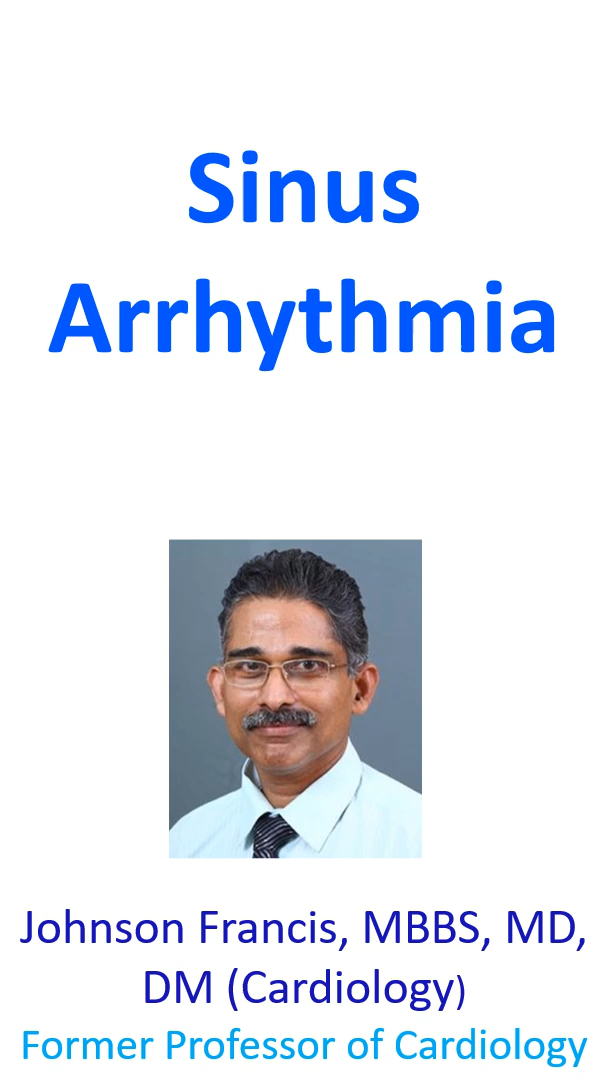 Sinus
Arrhythmia
Johnson Francis, MBBS, MD,
DM (Cardiology)
Former Professor of Cardiology